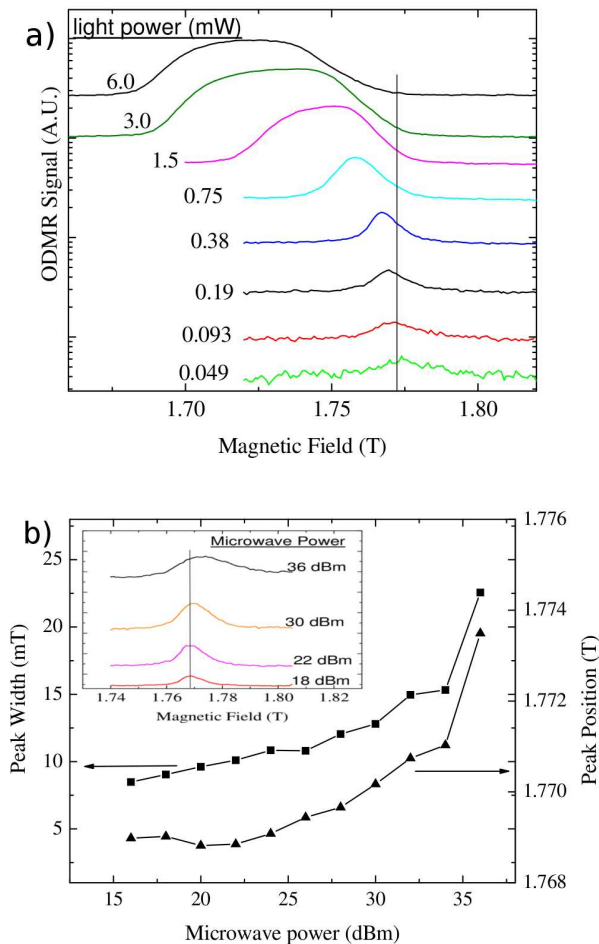 a)
light power (mW)
6.0
3.0
1.5
0.75
0.38
0.19
0.093
0.049
ODMR Signal (A.U.)
1.70 1.75 1.80
Magnetic Field (T)
b)
Microwave Power
36 dBm
30 dBm
22 dBm
18 dBm
1.74 1.76 1.78 1.80 1.82
Magnetic Field (T)
25
20
15
10
5
Peak Width (mT)
1.776
1.774
1.772
1.770
1.768
Peak Position (T)
15 20 25 30 35
Microwave power (dBm)